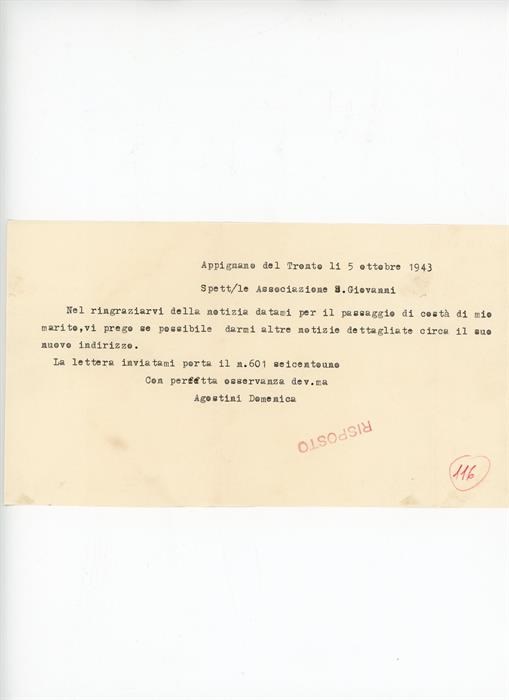 Appignano del Tronto li 5 ottobre 1943
Spett/le Associazione S.Giovanni
Nel ringraziarvi della notizia datami per il passaggio di costà di mio
marito,vi prego se possibile darmi altre notizie dettagliate circa il suo
nuovo indirizzo.
La lettera inviatami porta il n.601 seicentouno
Con perfetta osservanza dev.ma
Agostini Domenica
RISPOSTO
116